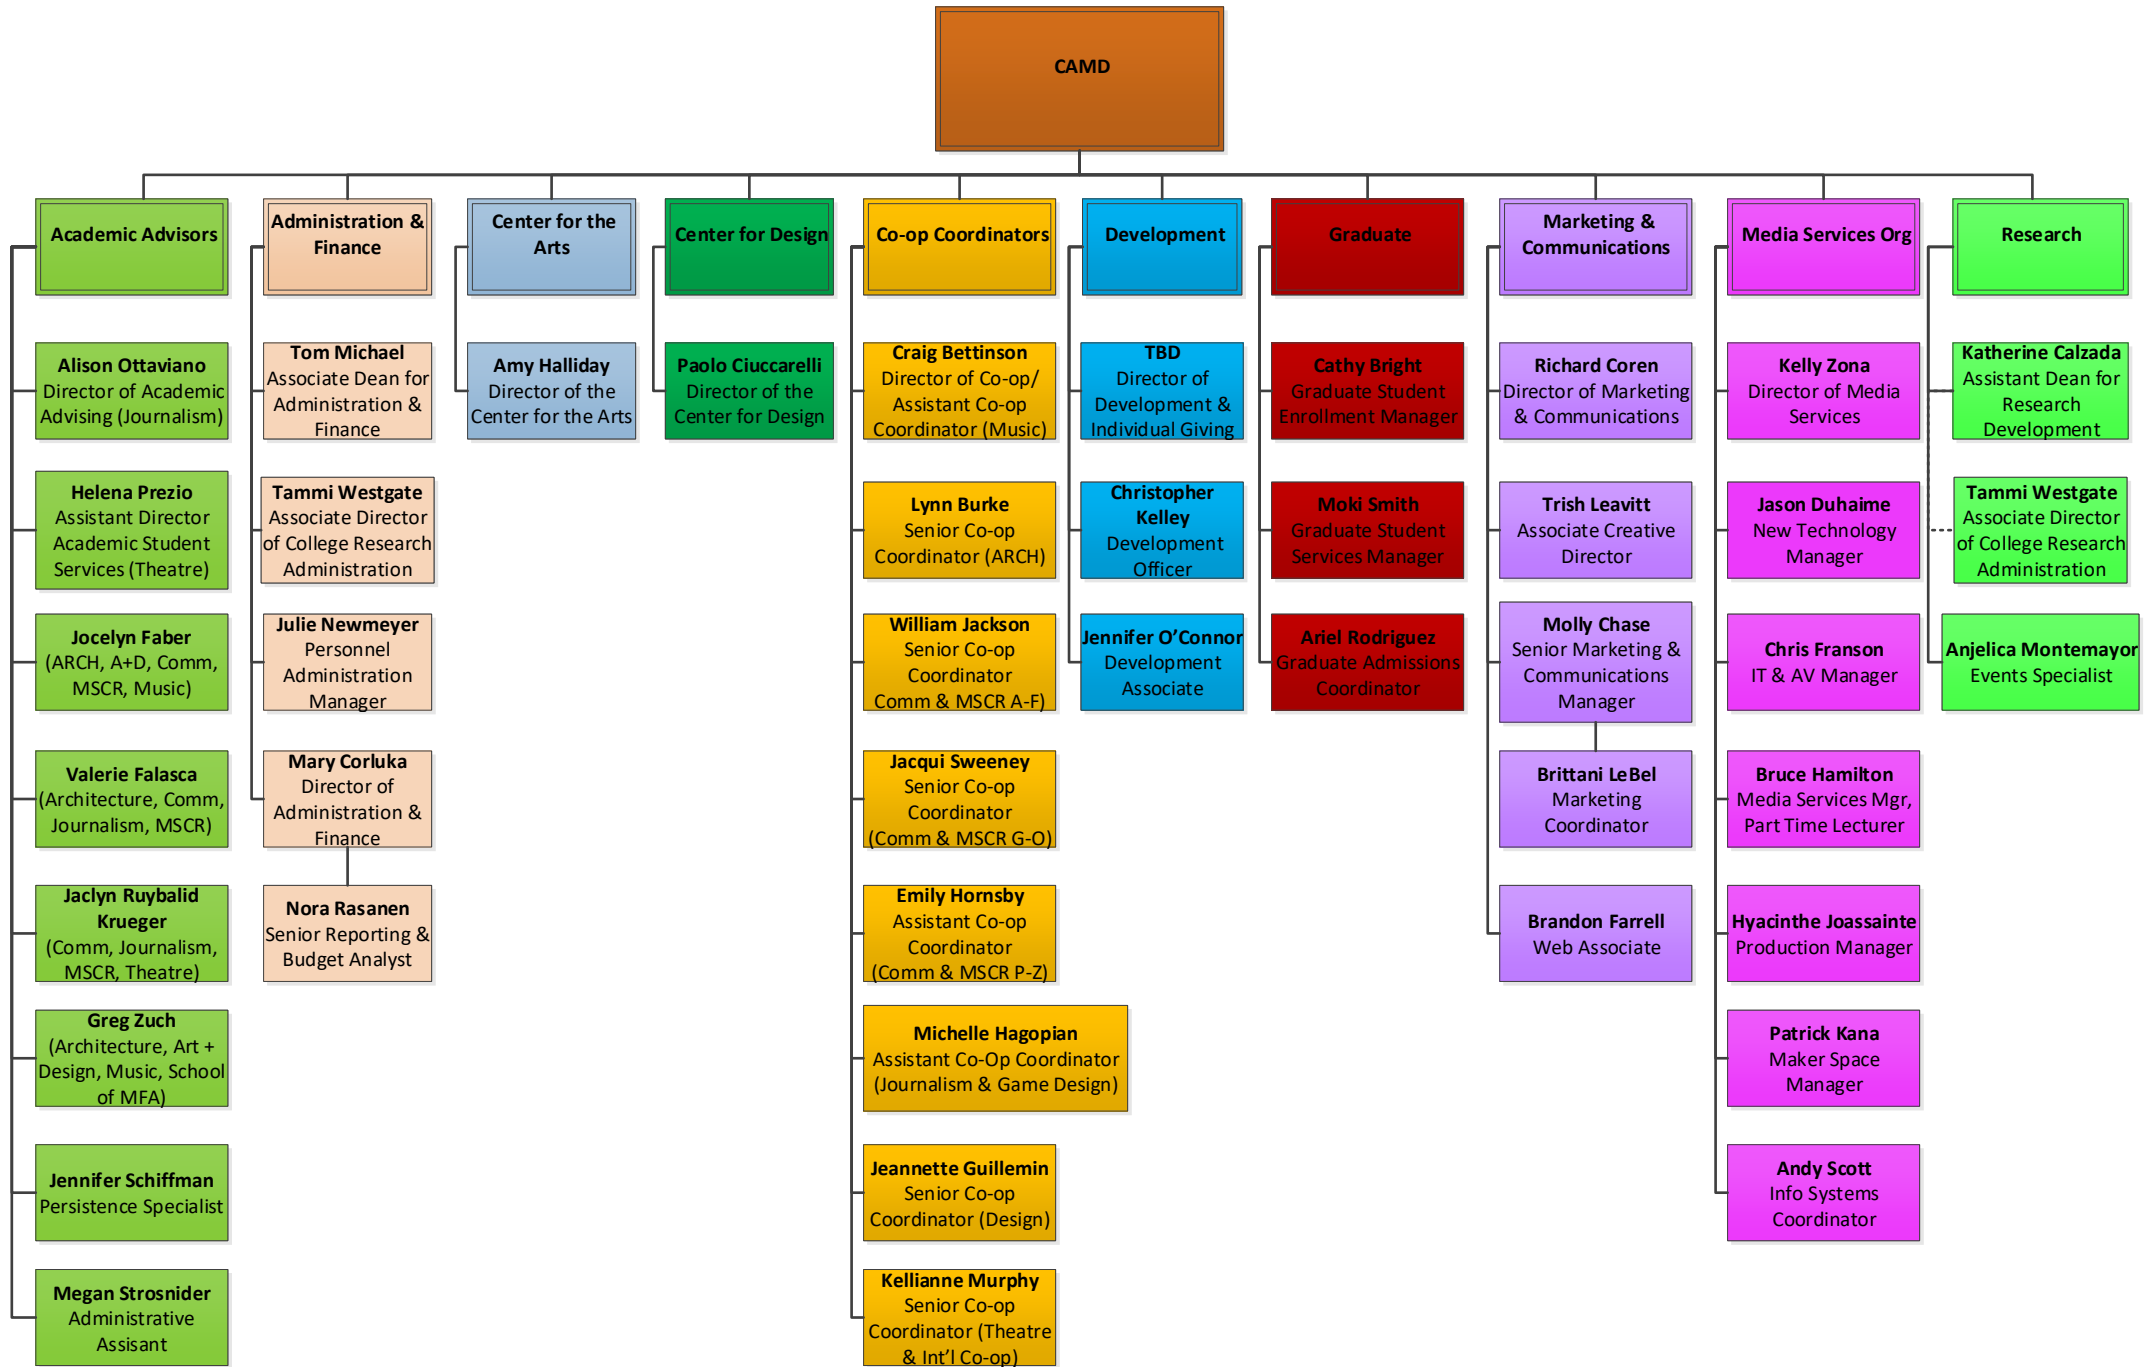 CAMD
Academic Advisors
Alison Ottaviano
Director of Academic
Advising (Journalism)
Helena Prezio
Assistant Director
Academic Student
Services (Theatre)
Jocelyn Faber
(ARCH, A+D, Comm,
MSCR, Music)
Valerie Falasca
(Architecture, Comm,
Journalism, MSCR)
Jaclyn Ruybalid
Krueger
(Comm, Journalism,
MSCR, Theatre)
Greg Zuch
(Architecture, Art +
Design, Music, School
of MFA)
Jennifer Schiffman
Persistence Specialist
Megan Strosnider
Administrative
Assisant
Administration &
Finance
Tom Michael
Associate Dean for
Administration &
Finance
Tammi Westgate
Associate Director
of College Research
Administration
Julie Newmeyer
Personnel
Administration
Manager
Mary Corluka
Director of
Administration &
Finance
Nora Rasanen
Senior Reporting &
Budget Analyst
Center for the
Arts
Amy Halliday
Director of the
Center for the Arts
Center for Design
Paolo Ciuccarelli
Director of the
Center for Design
Co-op Coordinators
Craig Bettinson
Director of Co-op/
Assistant Co-op
Coordinator (Music)
Lynn Burke
Senior Co-op
Coordinator (ARCH)
William Jackson
Senior Co-op
Coordinator
Comm & MSCR A-F)
Jacqui Sweeney
Senior Co-op
Coordinator
(Comm & MSCR G-O)
Emily Hornsby
Assistant Co-op
Coordinator
(Comm & MSCR P-Z)
Michelle Hagopian
Assistant Co-Op Coordinator
(Journalism & Game Design)
Jeannette Guillemin
Senior Co-op
Coordinator (Design)
Kellianne Murphy
Senior Co-op
Coordinator (Theatre
& Int'l Co-op)
Development
TBD
Director of
Development &
Individual Giving
Christopher
Kelley
Development
Officer
Jennifer O'Connor
Development
Associate
Graduate
Cathy Bright
Graduate Student
Enrollment Manager
Moki Smith
Graduate Student
Services Manager
Ariel Rodriguez
Graduate Admissions
Coordinator
Marketing &
Communications
Richard Coren
Director of Marketing
& Communications
Trish Leavitt
Associate Creative
Director
Molly Chase
Senior Marketing &
Communications
Manager
Brittani LeBel
Marketing
Coordinator
Brandon Farrell
Web Associate
Media Services Org
Kelly Zona
Director of Media
Services
Jason Duhaime
New Technology
Manager
Chris Franson
IT & AV Manager
Bruce Hamilton
Media Services Mgr,
Part Time Lecturer
Hyacinthe Joassainte
Production Manager
Patrick Kana
Maker Space
Manager
Andy Scott
Info Systems
Coordinator
Research
Katherine Calzada
Assistant Dean for
Research
Development
Tammi Westgate
Associate Director
of College Research
Administration
Anjelica Montemayor
Events Specialist